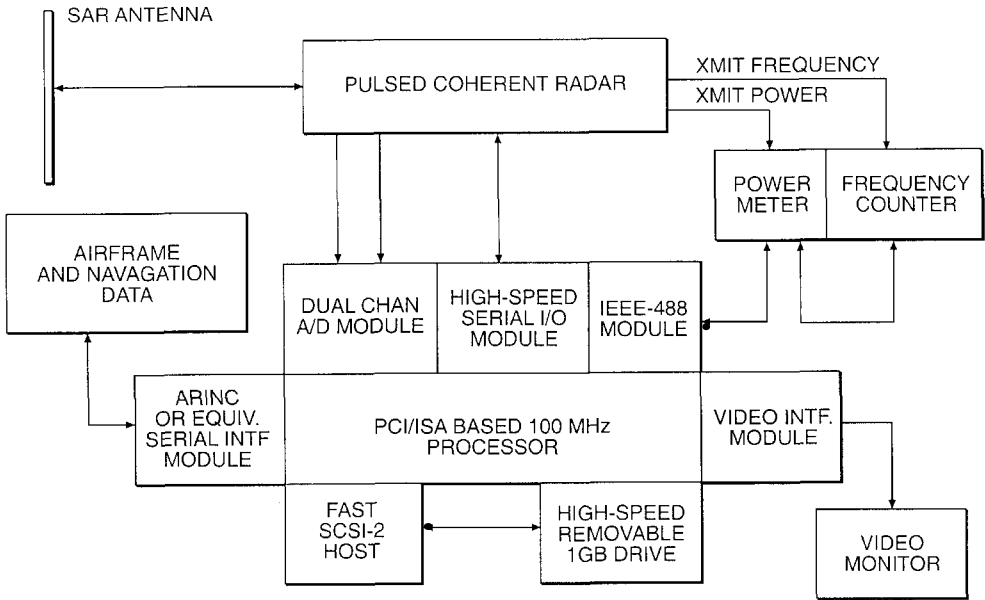 SAR ANTENNA
PULSED COHERENT RADAR
XMIT FREQUENCY
XMIT POWER
POWER
METER
FREQUENCY
COUNTER
AIRFRAME
AND NAVAGATION
DATA
DUAL CHAN
A/D MODULE
HIGH-SPEED
SERIAL I/O
MODULE
IEEE-488
MODULE
ARINC
OR EQUIV.
SERIAL INTF
MODULE
PCI/ISA BASED 100 MHz
PROCESSOR
VIDEO INTF.
MODULE
FAST
SCSI-2
HOST
HIGH-SPEED
REMOVABLE
1GB DRIVE
VIDEO
MONITOR